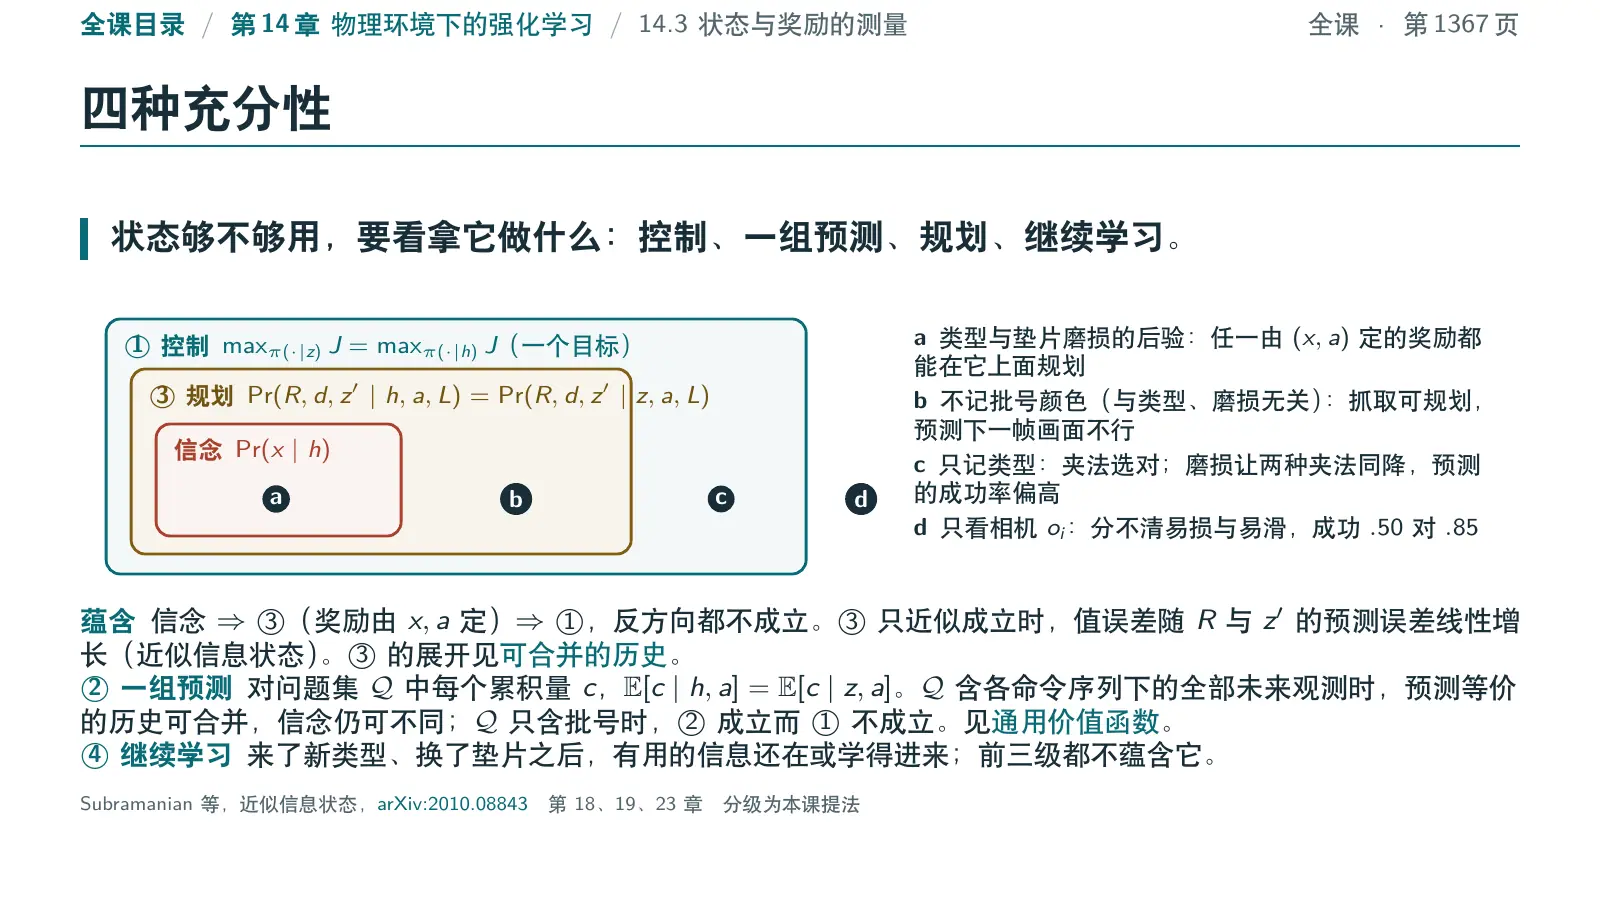 全课目录 / 第 14 章 物理环境下的强化学习 / 14.3 状态与奖励的测量
全课 · 第 1367 页
四种充分性
状态够不够用，要看拿它做什么：控制、一组预测、规划、继续学习。
① 控制 max_{π(·|z)} J = max_{π(·|h)} J（一个目标）
③ 规划 Pr(R, d, z′ | h, a, L) = Pr(R, d, z′ | z, a, L)
信念 Pr(x | h)
a b c d
a 类型与垫片磨损的后验：任一由 (x, a) 定的奖励都
能在它上面规划
b 不记批号颜色（与类型、磨损无关）：抓取可规划，
预测下一帧画面不行
c 只记类型：夹法选对；磨损让两种夹法同降，预测
的成功率偏高
d 只看相机 o_i：分不清易损与易滑，成功 .50 对 .85
蕴含 信念 ⇒ ③（奖励由 x, a 定）⇒ ①，反方向都不成立。③ 只近似成立时，值误差随 R 与 z′ 的预测误差线性增
长（近似信息状态）。③ 的展开见可合并的历史。
② 一组预测 对问题集 𝒬 中每个累积量 c，𝔼[c | h, a] = 𝔼[c | z, a]。𝒬 含各命令序列下的全部未来观测时，预测等价
的历史可合并，信念仍可不同；𝒬 只含批号时，② 成立而 ① 不成立。见通用价值函数。
④ 继续学习 来了新类型、换了垫片之后，有用的信息还在或学得进来；前三级都不蕴含它。
Subramanian 等，近似信息状态，arXiv:2010.08843 第 18、19、23 章 分级为本课提法